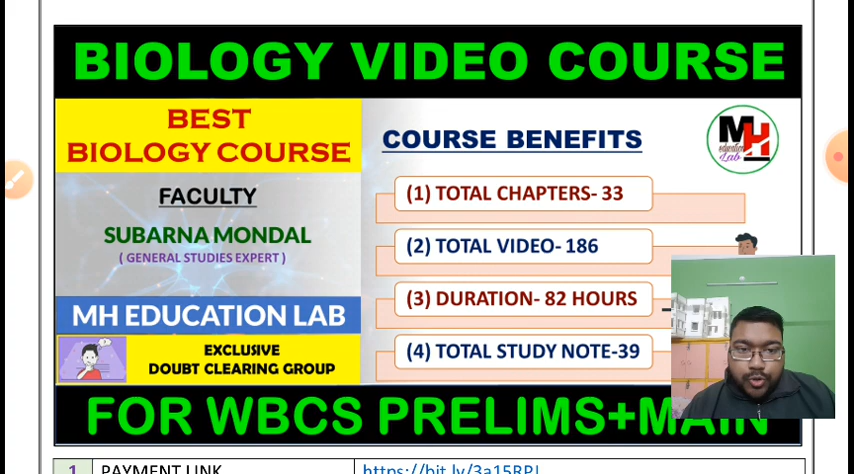 BIOLOGY VIDEO COURSE
BEST
BIOLOGY COURSE
FACULTY
SUBARNA MONDAL
( GENERAL STUDIES EXPERT )
MH EDUCATION LAB
EXCLUSIVE
DOUBT CLEARING GROUP
COURSE BENEFITS
MH
education
Lab
(1) TOTAL CHAPTERS- 33
(2) TOTAL VIDEO- 186
(3) DURATION- 82 HOURS
(4) TOTAL STUDY NOTE-39
FOR WBCS PRELIMS+MAIN
1 PAYMENT LINK